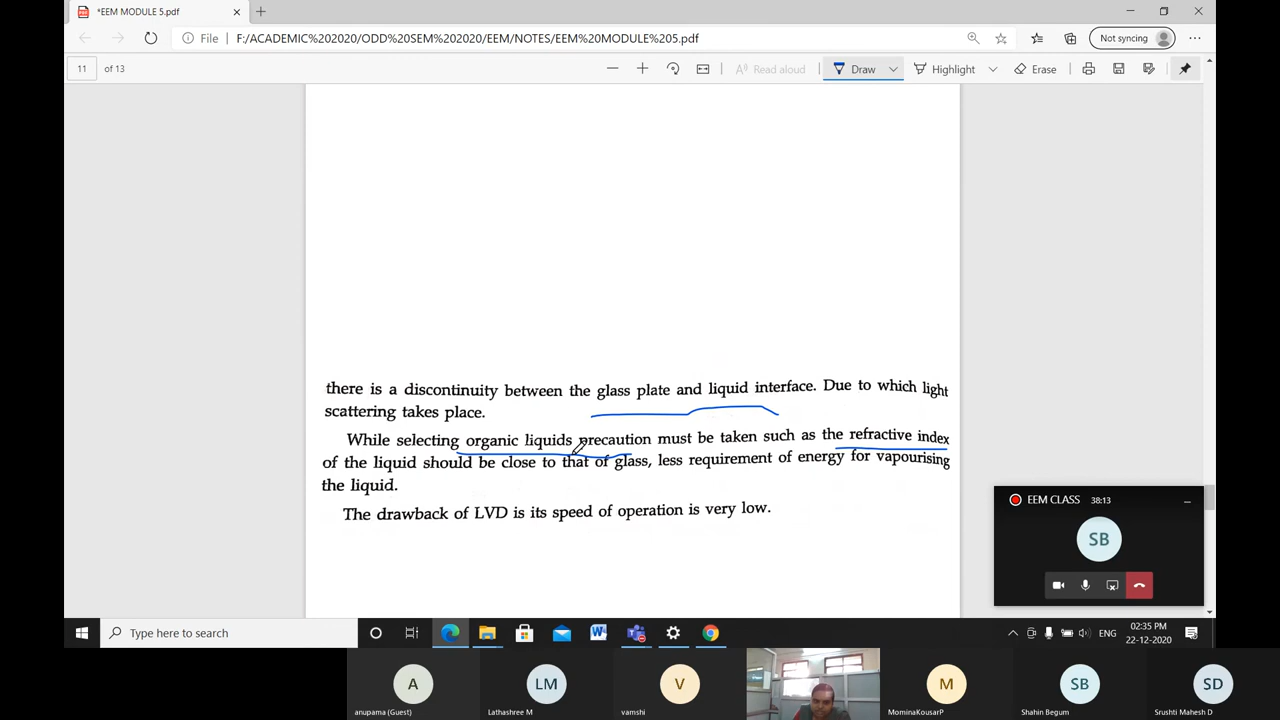 *EEM MODULE 5.pdf
File
F:/ACADEMIC%202020/ODD%20SEM%202020/EEM/NOTES/EEM%20MODULE%205.pdf
Not syncing
11 of 13
Read aloud
Draw
Highlight
Erase
there is a discontinuity between the glass plate and liquid interface. Due to which light
scattering takes place.
While selecting organic liquids precaution must be taken such as the refractive index
of the liquid should be close to that of glass, less requirement of energy for vapourising
the liquid.
The drawback of LVD is its speed of operation is very low.
EEM CLASS 38:13
SB
Type here to search
ENG
02:35 PM
22-12-2020
A
LM
V
M
SB
SD
anupama (Guest)
Lathashree M
vamshi
MominaKousarP
Shahin Begum
Srushti Mahesh D